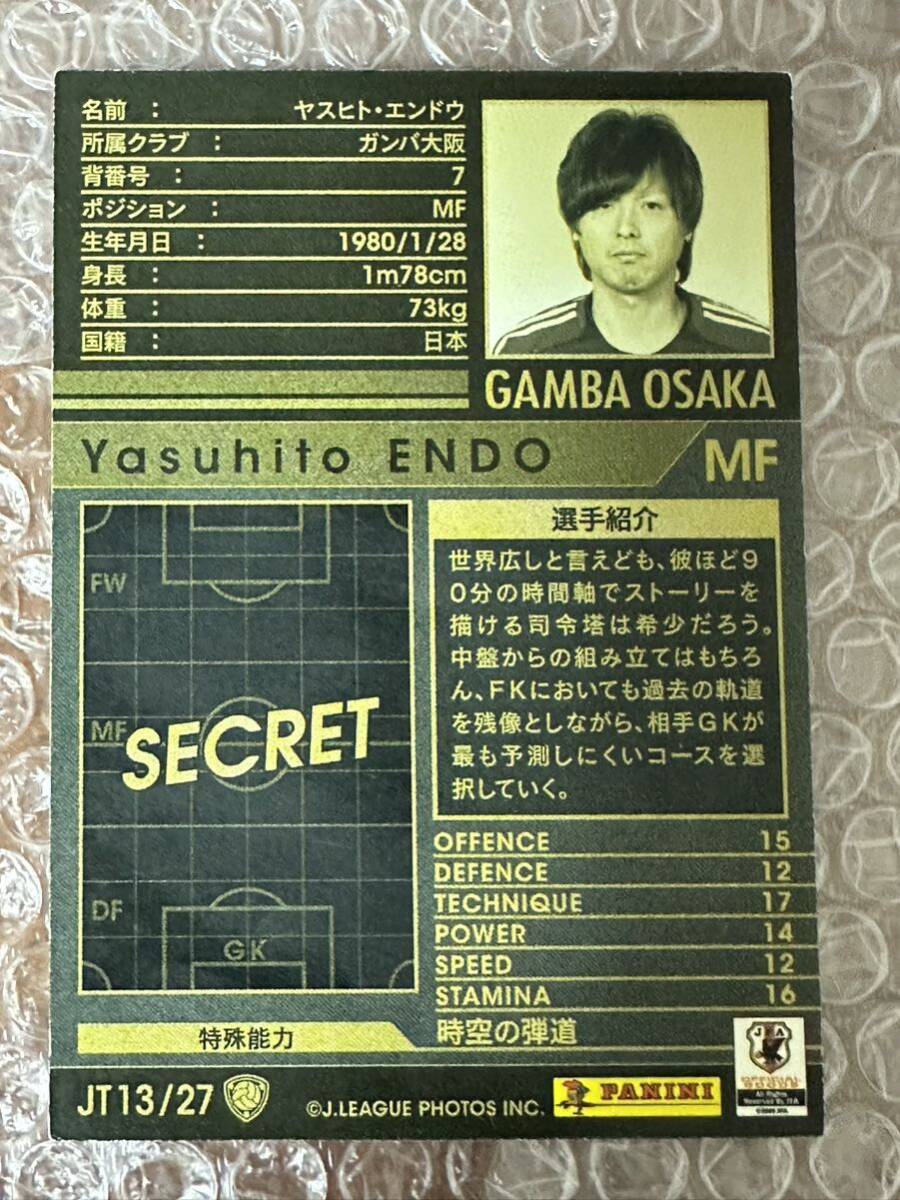 名前 : ヤスヒト・エンドウ
所属クラブ : ガンバ大阪
背番号 : 7
ポジション : MF
生年月日 : 1980/1/28
身長 : 1m78cm
体重 : 73kg
国籍 : 日本
GAMBA OSAKA
Yasuhito ENDO
MF
FW
MF
SECRET
DF
GK
選手紹介
世界広しと言えども、彼ほど9
0分の時間軸でストーリーを
描ける司令塔は希少だろう。
中盤からの組み立てはもちろ
ん、FKにおいても過去の軌道
を残像としながら、相手GKが
最も予測しにくいコースを選
択していく。
OFFENCE 15
DEFENCE 12
TECHNIQUE 17
POWER 14
SPEED 12
STAMINA 16
特殊能力 時空の弾道
JT13/27
©J.LEAGUE PHOTOS INC.
PANINI
JFA
OFFICIAL
GOODS
All Rights
Reserved By JFA